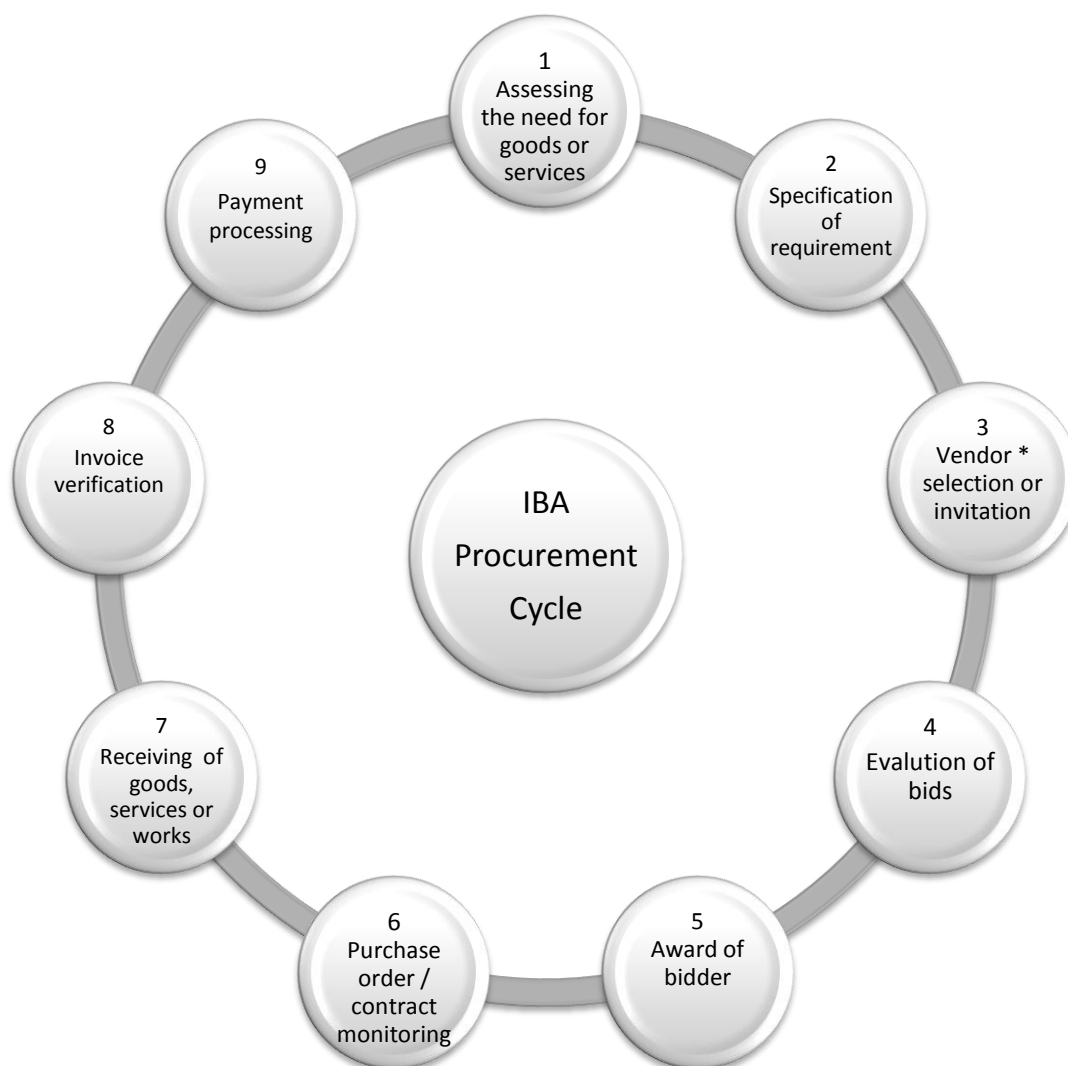 1
Assessing
the need for
goods or
services
2
Specification
of
requirement
3
Vendor *
selection or
invitation
4
Evalution of
bids
5
Award of
bidder
6
Purchase
order /
contract
monitoring
7
Receiving of
goods,
services or
works
8
Invoice
verification
9
Payment
processing
IBA
Procurement
Cycle